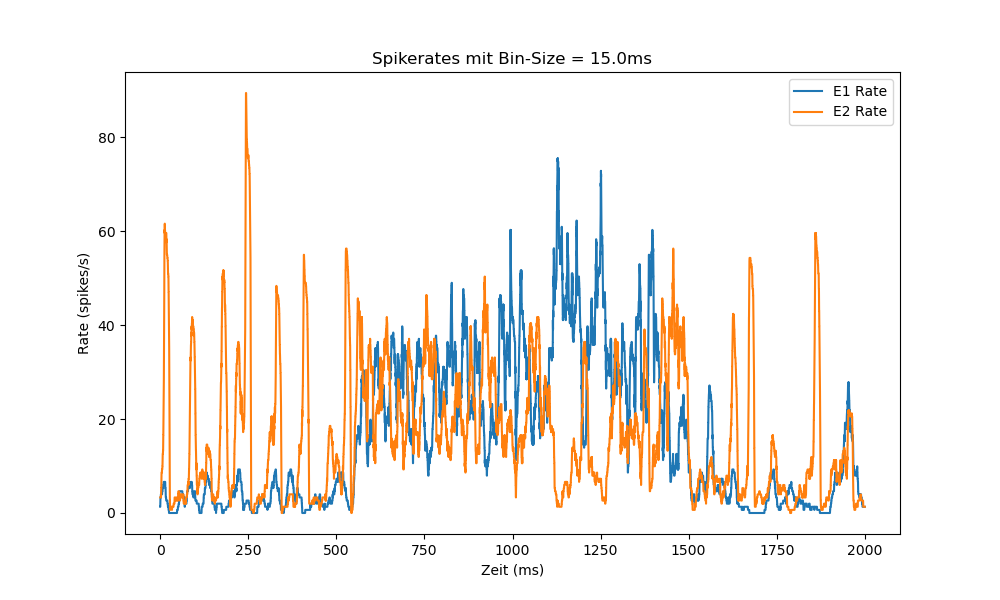 Spikerates mit Bin-Size = 15.0ms
E1 Rate
E2 Rate
Rate (spikes/s)
80
60
40
20
0
0 250 500 750 1000 1250 1500 1750 2000
Zeit (ms)